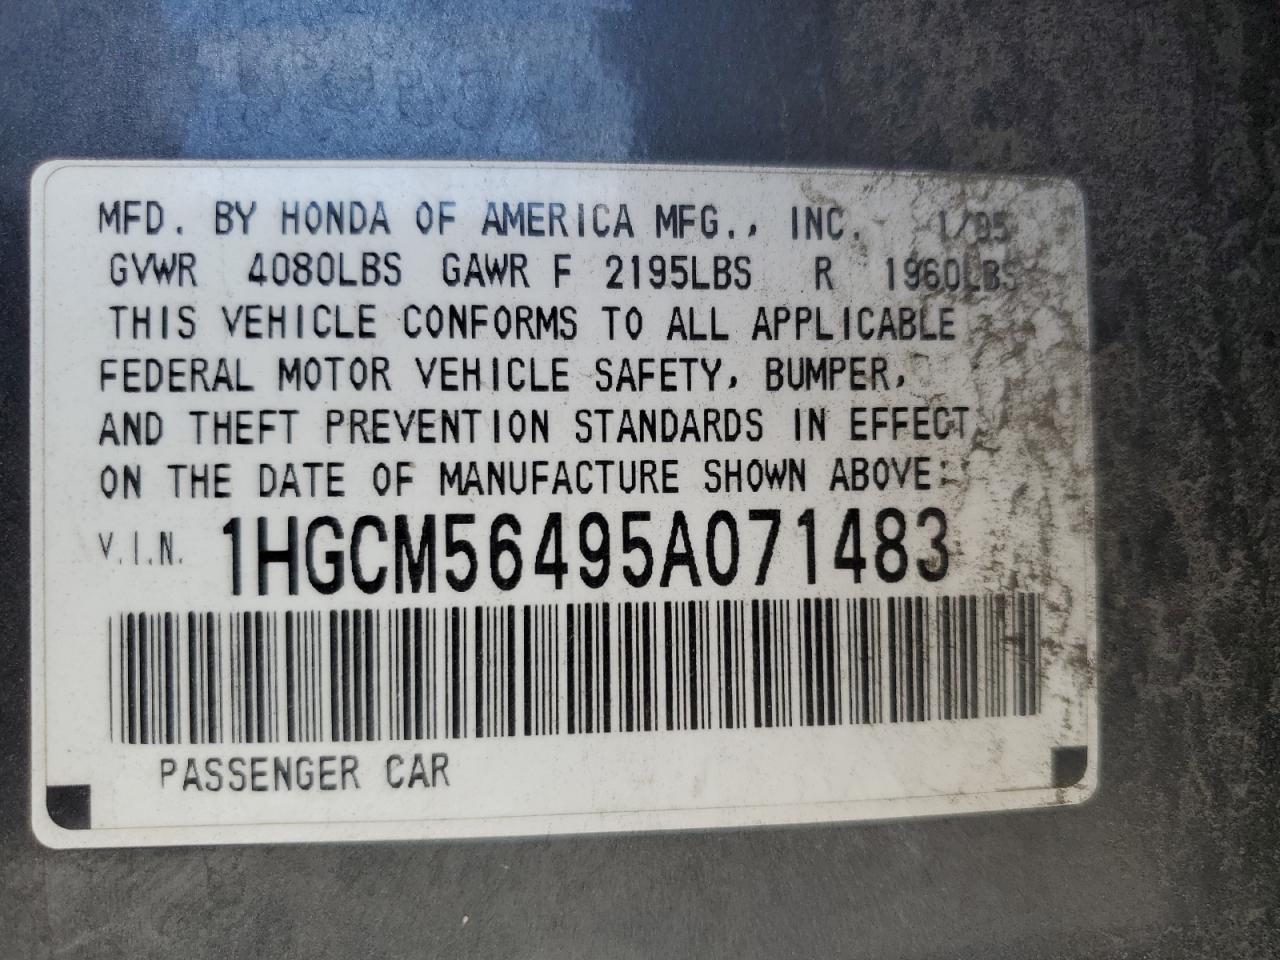 MFD. BY HONDA OF AMERICA MFG., INC. 1/05
GVWR 4080LBS GAWR F 2195LBS R 1960LBS
THIS VEHICLE CONFORMS TO ALL APPLICABLE
FEDERAL MOTOR VEHICLE SAFETY, BUMPER,
AND THEFT PREVENTION STANDARDS IN EFFECT
ON THE DATE OF MANUFACTURE SHOWN ABOVE:
V.I.N. 1HGCM56495A071483
PASSENGER CAR